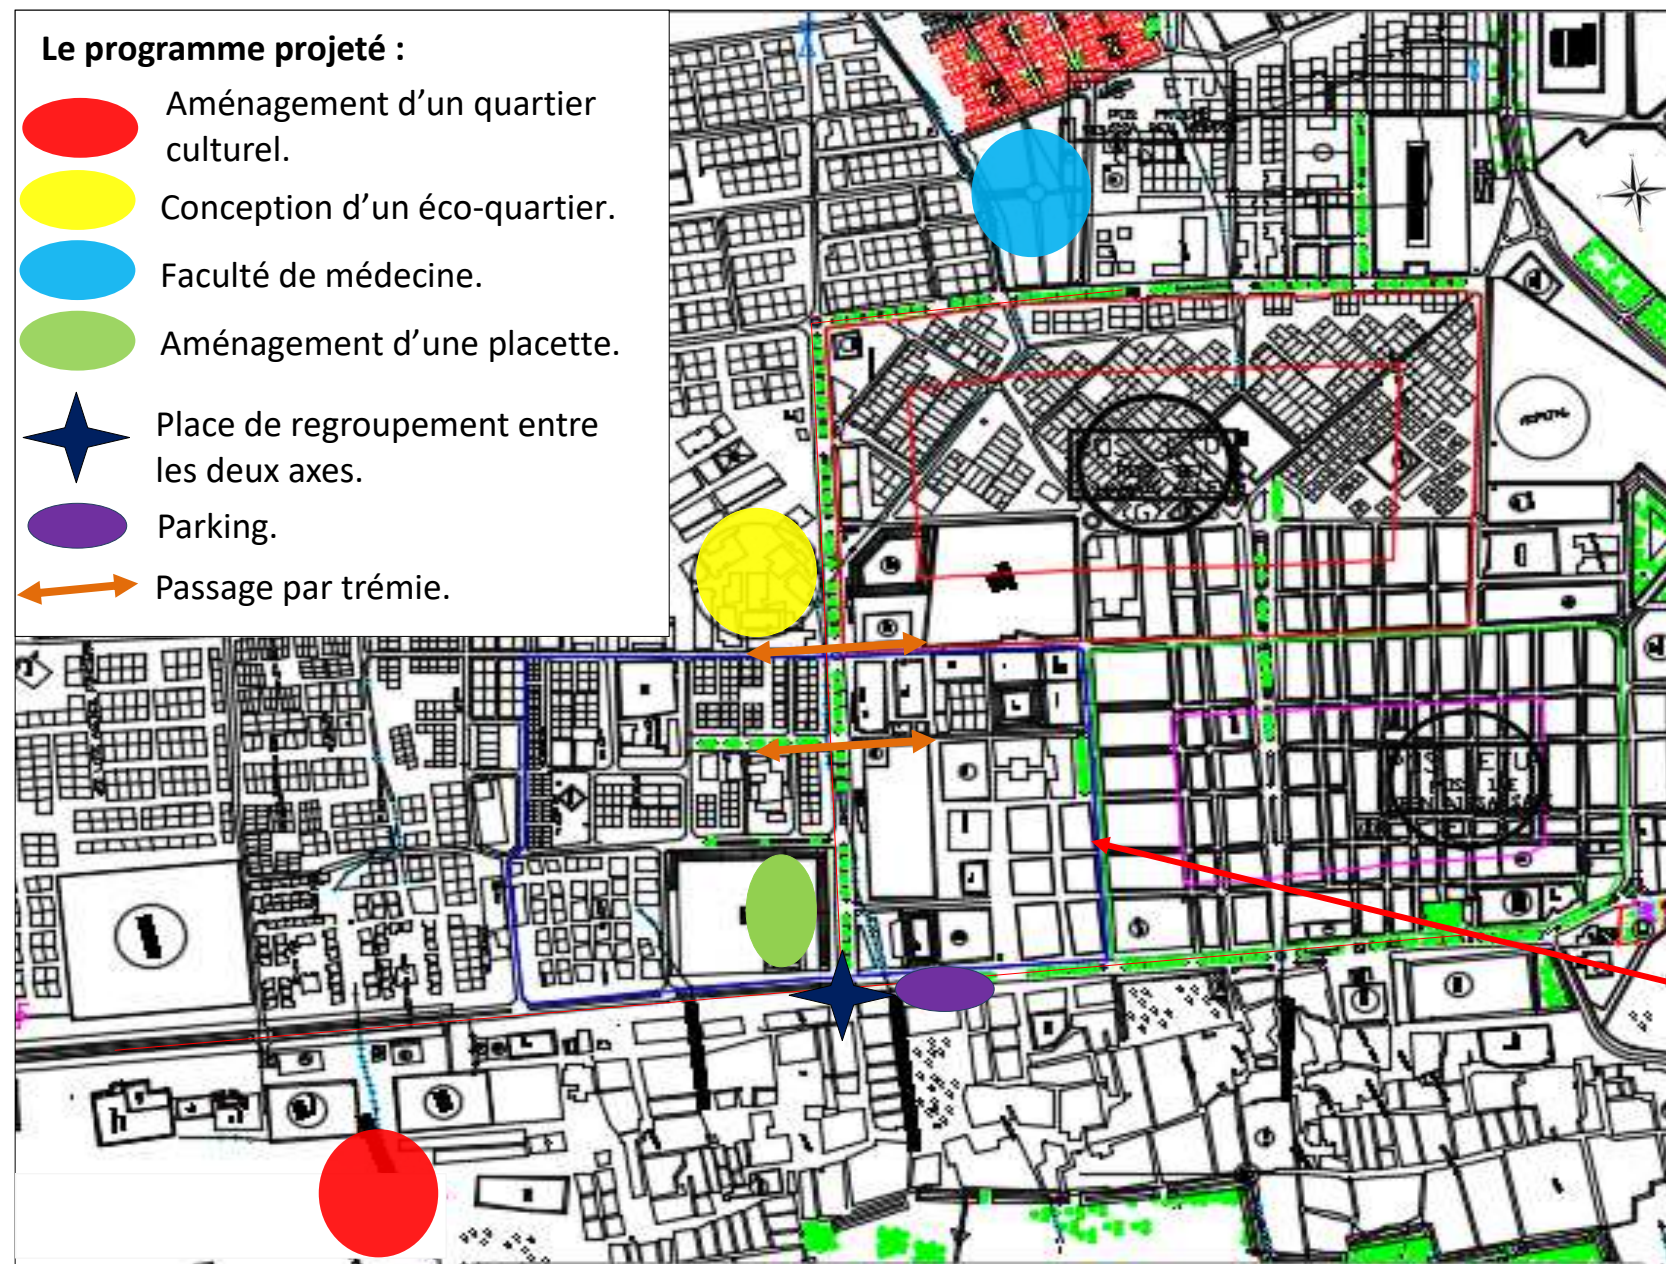 Le programme projeté :
Aménagement d’un quartier
culturel.
Conception d’un éco-quartier.
Faculté de médecine.
Aménagement d’une placette.
Place de regroupement entre
les deux axes.
Parking.
Passage par trémie.